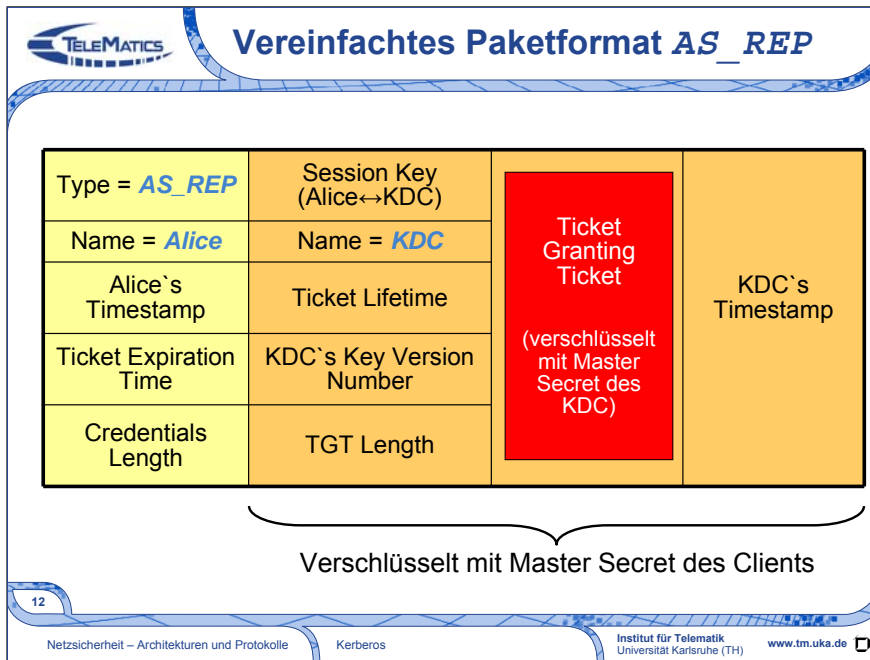 TELEMATICS
Vereinfachtes Paketformat AS_REP
Type = AS_REP
Name = Alice
Alice`s
Timestamp
Ticket Expiration
Time
Credentials
Length
Session Key
(Alice↔KDC)
Name = KDC
Ticket Lifetime
KDC`s Key Version
Number
TGT Length
Ticket
Granting
Ticket
(verschlüsselt
mit Master
Secret des
KDC)
KDC`s
Timestamp
Verschlüsselt mit Master Secret des Clients
12
Netzsicherheit – Architekturen und Protokolle
Kerberos
Institut für Telematik
Universität Karlsruhe (TH)
www.tm.uka.de